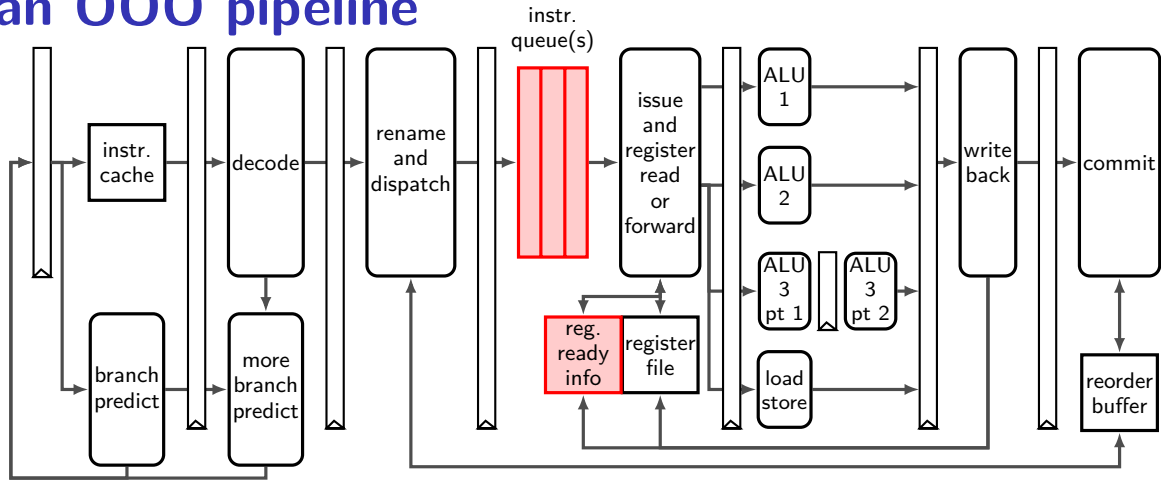 an OOO pipeline
instr.
queue(s)
instr.
cache
decode
branch
predict
more
branch
predict
rename
and
dispatch
issue
and
register
read
or
forward
reg.
ready
info
register
file
ALU
1
ALU
2
ALU
3
pt 1
ALU
3
pt 2
load
store
write
back
commit
reorder
buffer